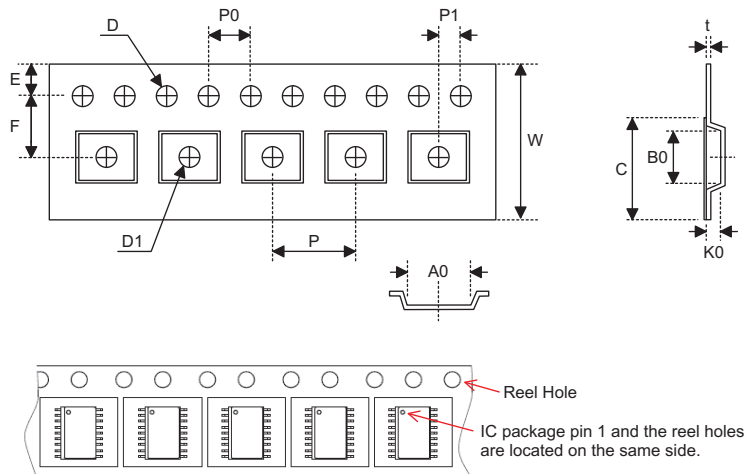 D
P0
P1
t
E
F
W
C
B0
D1
P
K0
A0
Reel Hole
IC package pin 1 and the reel holes
are located on the same side.